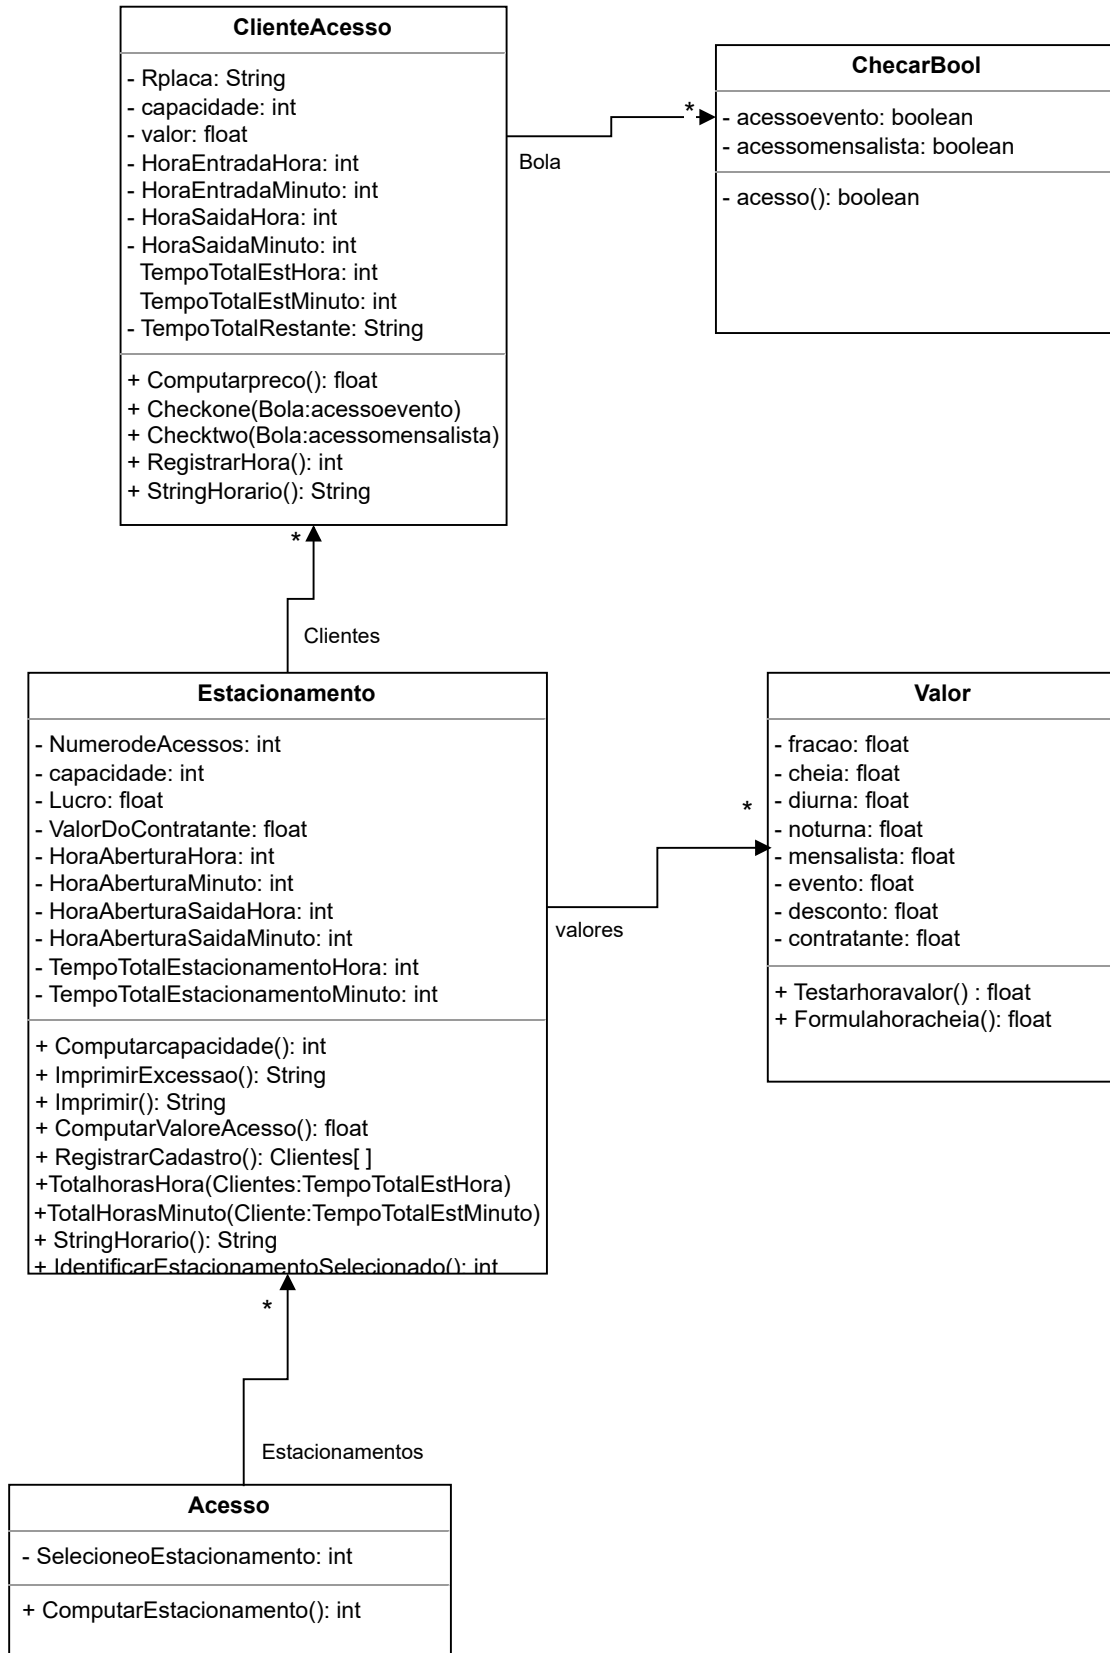 ClienteAcesso
- Rplaca: String
- capacidade: int
- valor: float
- HoraEntradaHora: int
- HoraEntradaMinuto: int
- HoraSaidaHora: int
- HoraSaidaMinuto: int
TempoTotalEstHora: int
TempoTotalEstMinuto: int
- TempoTotalRestante: String
+ Computarpreco(): float
+ Checkone(Bola:acessoevento)
+ Checktwo(Bola:acessomensalista)
+ RegistrarHora(): int
+ StringHorario(): String
Bola
*
ChecarBool
- acessoevento: boolean
- acessomensalista: boolean
- acesso(): boolean
*
Clientes
Estacionamento
- NumerodeAcessos: int
- capacidade: int
- Lucro: float
- ValorDoContratante: float
- HoraAberturaHora: int
- HoraAberturaMinuto: int
- HoraAberturaSaidaHora: int
- HoraAberturaSaidaMinuto: int
- TempoTotalEstacionamentoHora: int
- TempoTotalEstacionamentoMinuto: int
+ Computarcapacidade(): int
+ ImprimirExcessao(): String
+ Imprimir(): String
+ ComputarValoreAcesso(): float
+ RegistrarCadastro(): Clientes[ ]
+TotalhorasHora(Clientes:TempoTotalEstHora)
+TotalHorasMinuto(Cliente:TempoTotalEstMinuto)
+ StringHorario(): String
+ IdentificarEstacionamentoSelecionado(): int
valores
*
Valor
- fracao: float
- cheia: float
- diurna: float
- noturna: float
- mensalista: float
- evento: float
- desconto: float
- contratante: float
+ Testarhoravalor() : float
+ Formulahoracheia(): float
*
Estacionamentos
Acesso
- SelecioneoEstacionamento: int
+ ComputarEstacionamento(): int